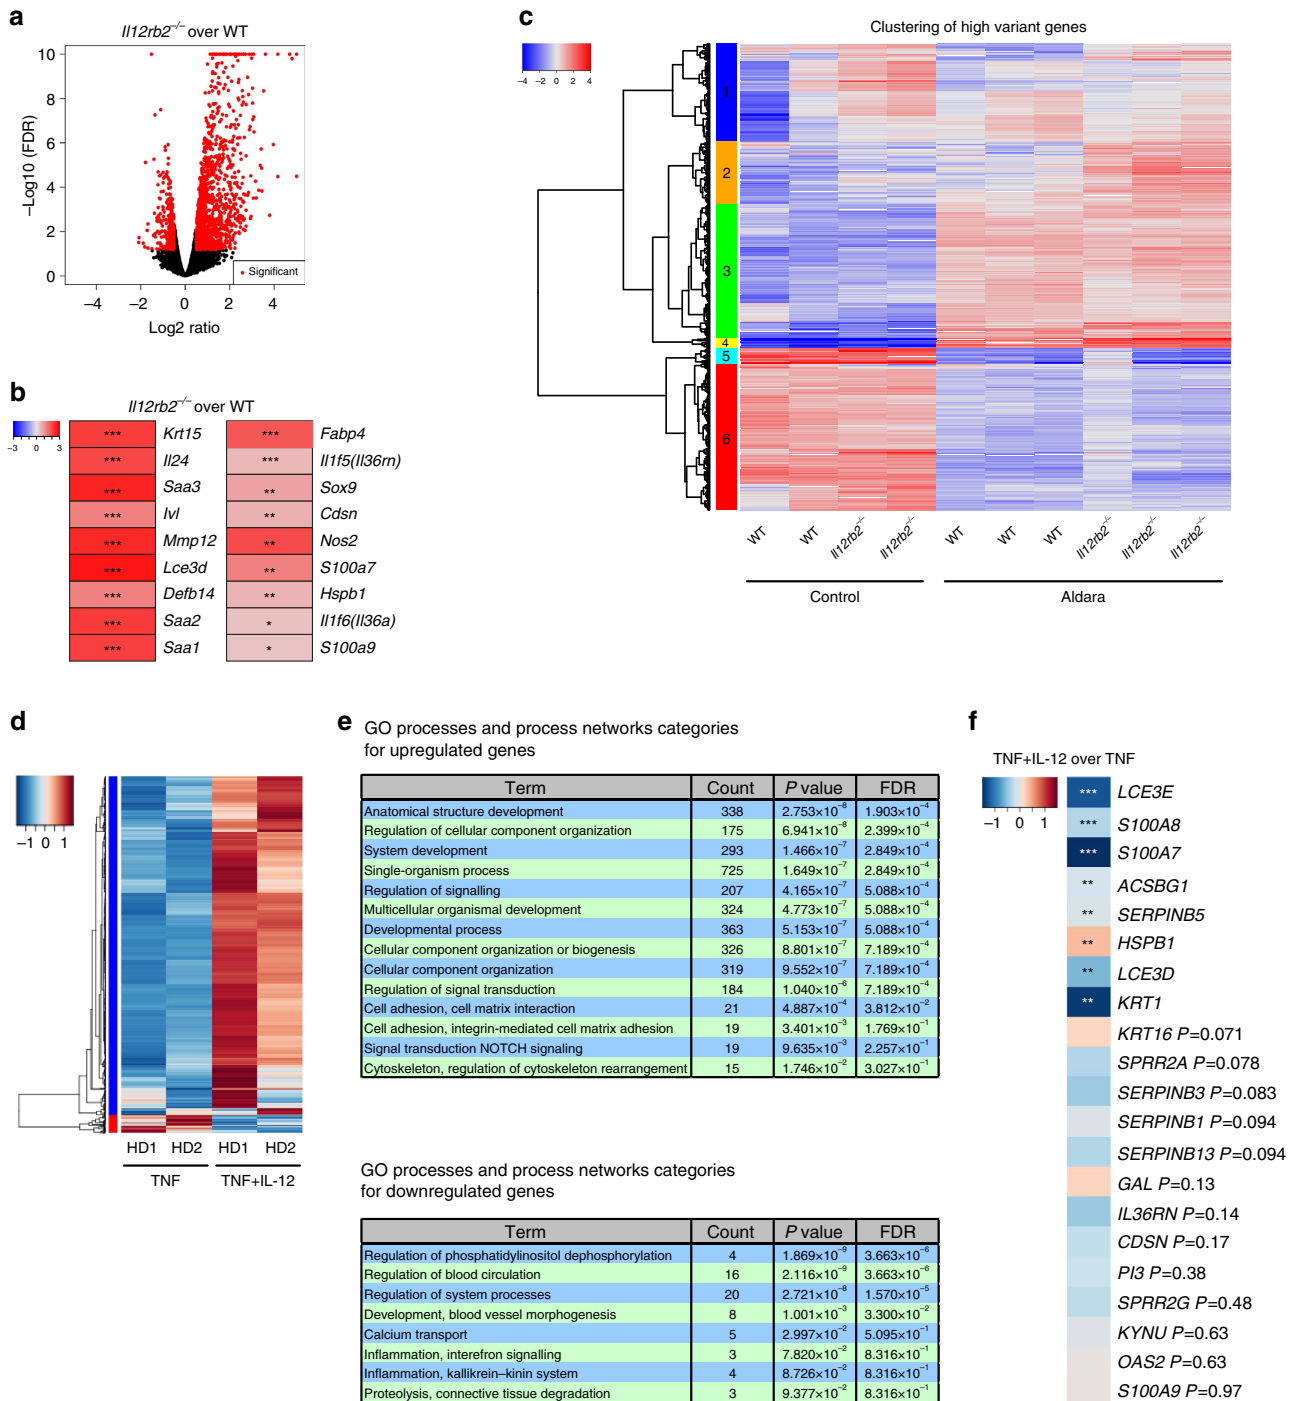 a
Il12rb2–/– over WT
–Log10 (FDR)
10
8
6
4
2
0
Significant
–4 –2 0 2 4
Log2 ratio
b
Il12rb2–/– over WT
–3 0 3
*** Krt15 *** Fabp4
*** Il24 *** Il1f5(Il36rn)
*** Saa3 ** Sox9
*** Ivl ** Cdsn
*** Mmp12 ** Nos2
*** Lce3d ** S100a7
*** Defb14 ** Hspb1
*** Saa2 * Il1f6(Il36a)
*** Saa1 * S100a9
c
Clustering of high variant genes
–4 –2 0 2 4
1
2
3
4
5
6
WT WT Il12rb2–/– Il12rb2–/– WT WT WT Il12rb2–/– Il12rb2–/– Il12rb2–/–
Control Aldara
d
–1 0 1
HD1 HD2 HD1 HD2
TNF TNF+IL-12
e
GO processes and process networks categories
for upregulated genes
Term Count P value FDR
Anatomical structure development 338 2.753×10–8 1.903×10–4
Regulation of cellular component organization 175 6.941×10–8 2.399×10–4
System development 293 1.466×10–7 2.849×10–4
Single-organism process 725 1.649×10–7 2.849×10–4
Regulation of signalling 207 4.165×10–7 5.088×10–4
Multicellular organismal development 324 4.773×10–7 5.088×10–4
Developmental process 363 5.153×10–7 5.088×10–4
Cellular component organization or biogenesis 326 8.801×10–7 7.189×10–4
Cellular component organization 319 9.552×10–7 7.189×10–4
Regulation of signal transduction 184 1.040×10–6 7.189×10–4
Cell adhesion, cell matrix interaction 21 4.887×10–4 3.812×10–2
Cell adhesion, integrin-mediated cell matrix adhesion 19 3.401×10–3 1.769×10–1
Signal transduction NOTCH signaling 19 9.635×10–3 2.257×10–1
Cytoskeleton, regulation of cytoskeleton rearrangement 15 1.746×10–2 3.027×10–1
GO processes and process networks categories
for downregulated genes
Term Count P value FDR
Regulation of phosphatidylinositol dephosphorylation 4 1.869×10–9 3.663×10–6
Regulation of blood circulation 16 2.116×10–9 3.663×10–6
Regulation of system processes 20 2.721×10–8 1.570×10–5
Development, blood vessel morphogenesis 8 1.001×10–3 3.300×10–2
Calcium transport 5 2.997×10–2 5.095×10–1
Inflammation, interefron signalling 3 7.820×10–2 8.316×10–1
Inflammation, kallikrein–kinin system 4 8.726×10–2 8.316×10–1
Proteolysis, connective tissue degradation 3 9.377×10–2 8.316×10–1
f
TNF+IL-12 over TNF
–1 0 1
*** LCE3E
*** S100A8
*** S100A7
** ACSBG1
** SERPINB5
** HSPB1
** LCE3D
** KRT1
KRT16 P=0.071
SPRR2A P=0.078
SERPINB3 P=0.083
SERPINB1 P=0.094
SERPINB13 P=0.094
GAL P=0.13
IL36RN P=0.14
CDSN P=0.17
PI3 P=0.38
SPRR2G P=0.48
KYNU P=0.63
OAS2 P=0.63
S100A9 P=0.97